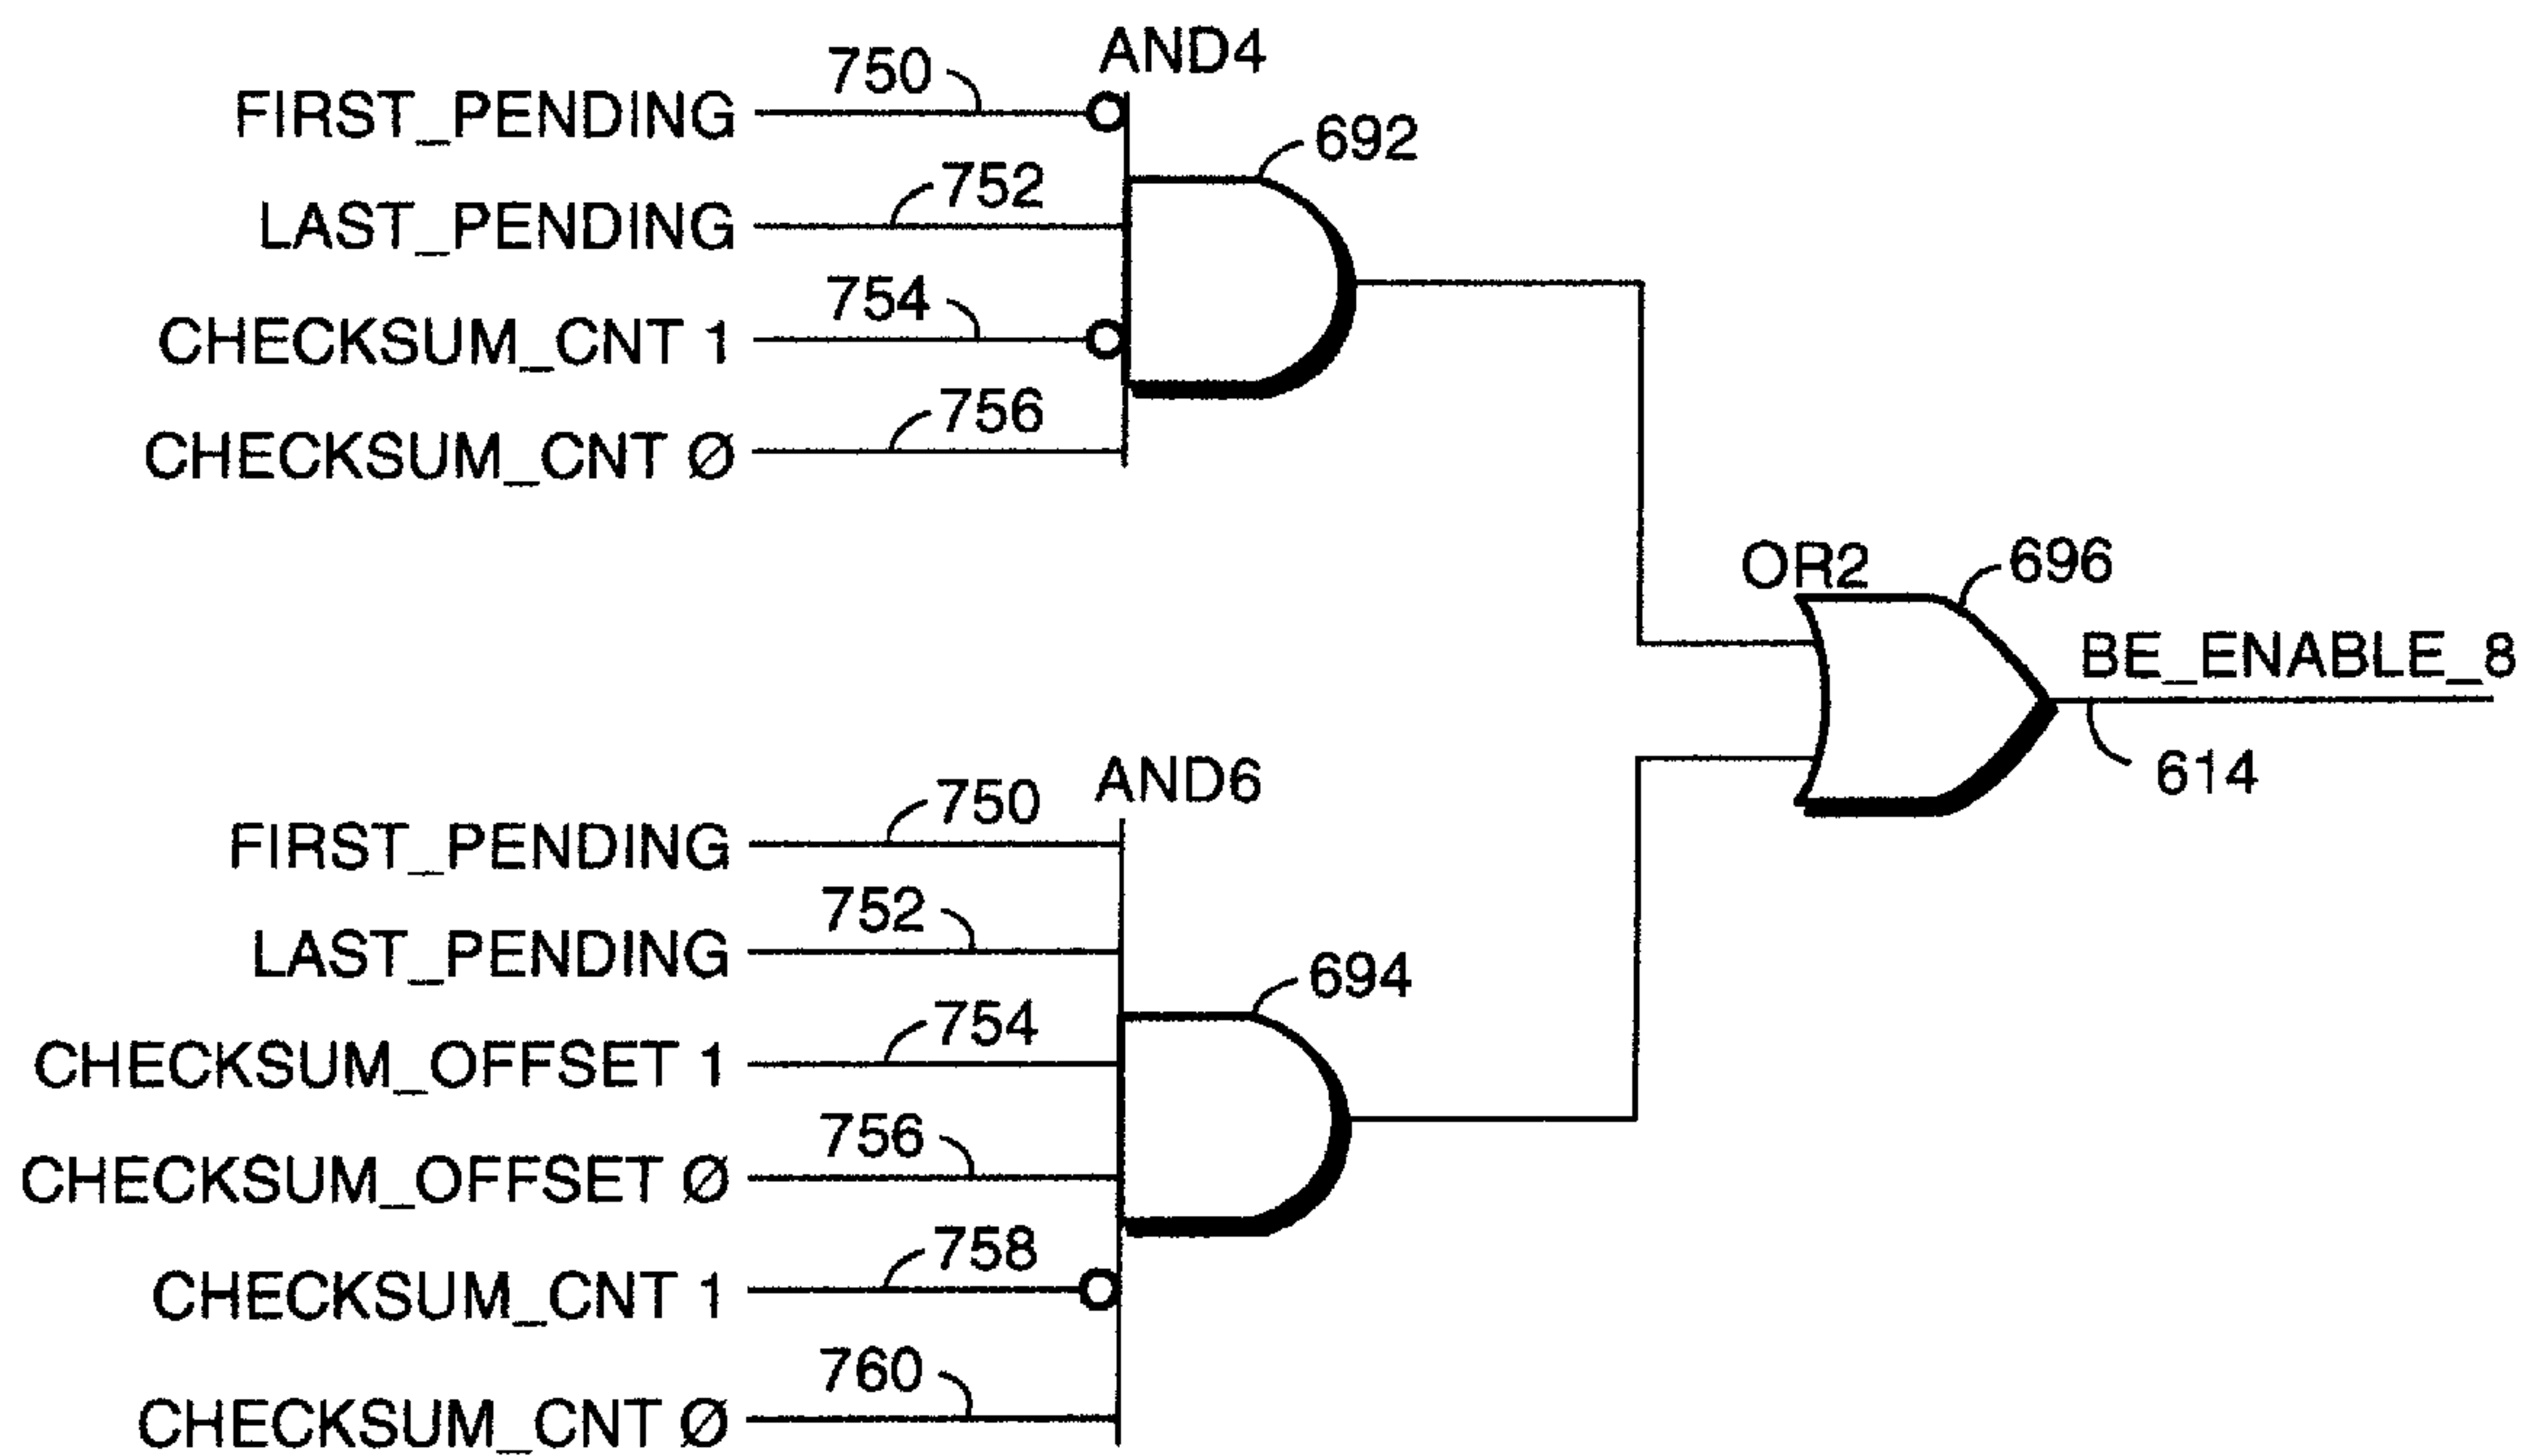 AND4
750
FIRST_PENDING
692
752
LAST_PENDING
754
CHECKSUM_CNT 1
756
CHECKSUM_CNT Ø
OR2
696
BE_ENABLE_8
614
AND6
750
FIRST_PENDING
752
LAST_PENDING
694
754
CHECKSUM_OFFSET 1
756
CHECKSUM_OFFSET Ø
758
CHECKSUM_CNT 1
760
CHECKSUM_CNT Ø